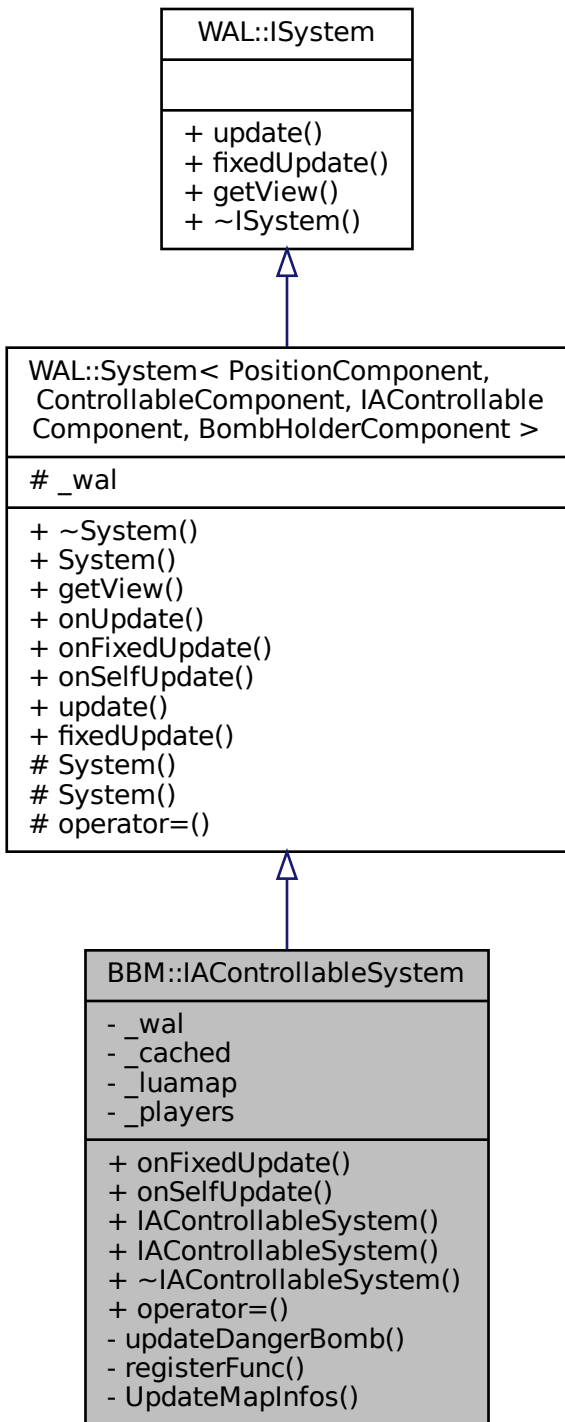 WAL::ISystem
+ update()
+ fixedUpdate()
+ getView()
+ ~ISystem()
WAL::System< PositionComponent,
ControllableComponent, IAControllable
Component, BombHolderComponent >
# _wal
+ ~System()
+ System()
+ getView()
+ onUpdate()
+ onFixedUpdate()
+ onSelfUpdate()
+ update()
+ fixedUpdate()
# System()
# System()
# operator=()
BBM::IAControllableSystem
- _wal
- _cached
- _luamap
- _players
+ onFixedUpdate()
+ onSelfUpdate()
+ IAControllableSystem()
+ IAControllableSystem()
+ ~IAControllableSystem()
+ operator=()
- updateDangerBomb()
- registerFunc()
- UpdateMapInfos()